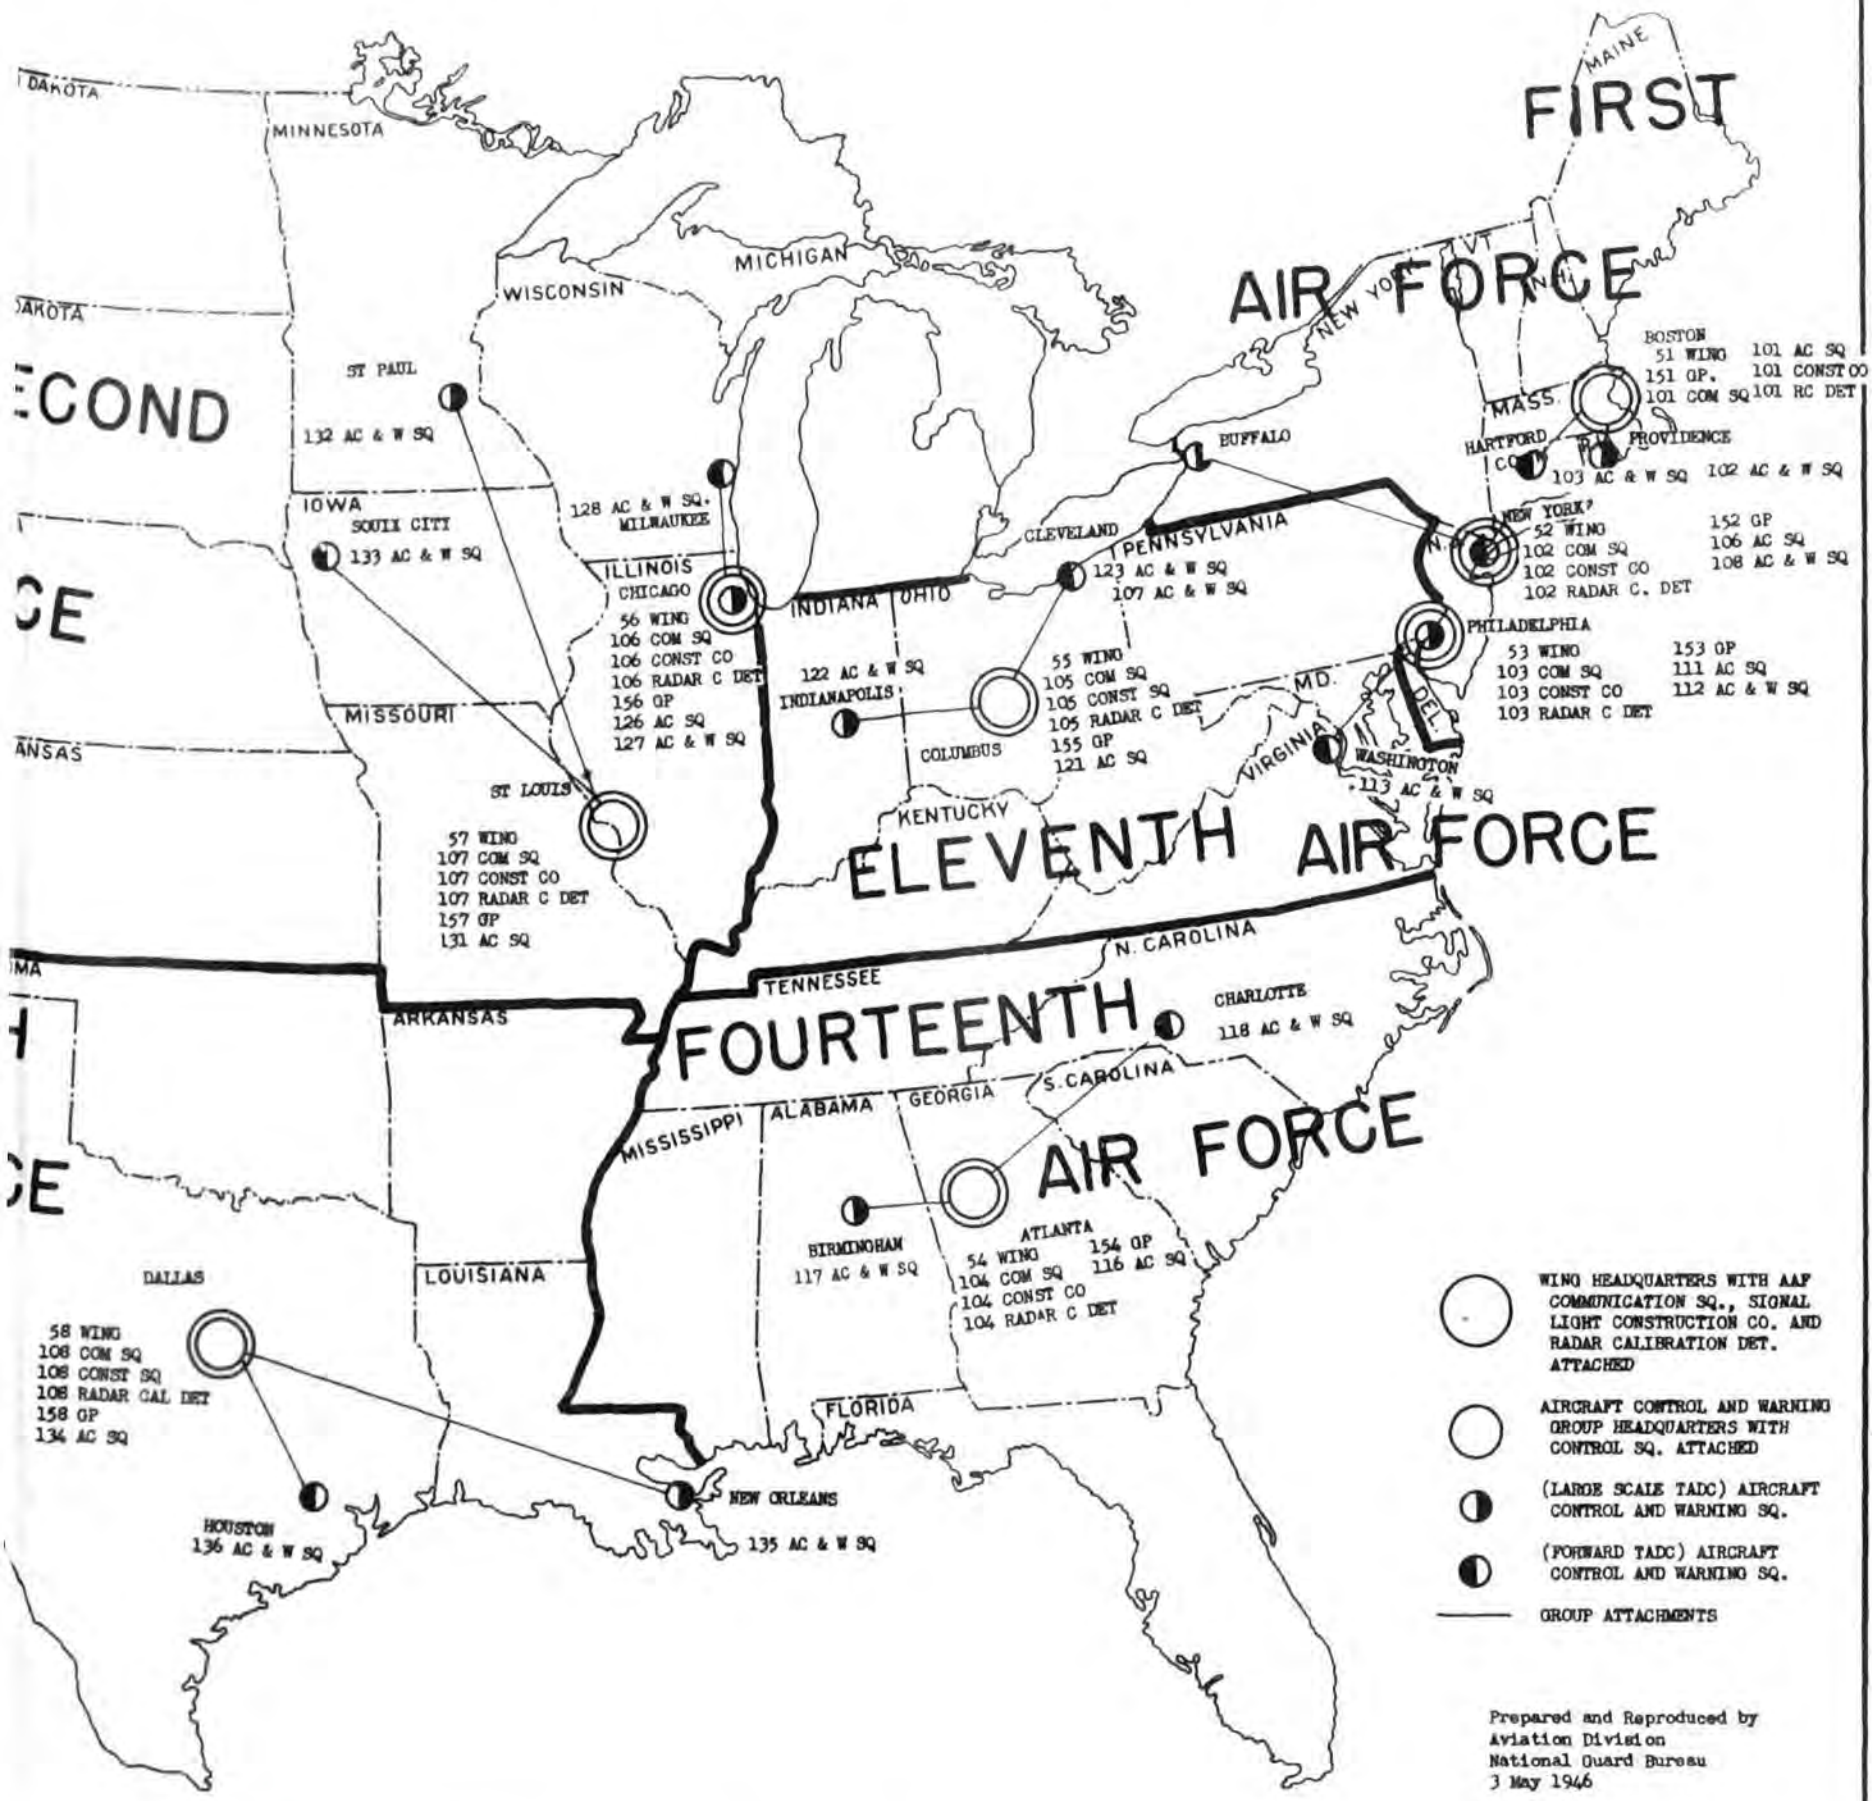 DAKOTA
MINNESOTA
MAINE
FIRST
MICHIGAN
WISCONSIN
AIR FORCE
NEW YORK
VT
N.H.
DAKOTA
ECOND
ST PAUL
132 AC & W SQ
BOSTON
51 WING 101 AC SQ
151 GP. 101 CONST CO
101 COM SQ 101 RC DET
MASS.
HARTFORD
CONN
PROVIDENCE
103 AC & W SQ 102 AC & W SQ
BUFFALO
IOWA
SOUIX CITY
133 AC & W SQ
128 AC & W SQ.
MILWAUKEE
CLEVELAND
123 AC & W SQ
107 AC & W SQ
PENNSYLVANIA
N.J.
NEW YORK
52 WING 152 GP
102 COM SQ 106 AC SQ
102 CONST CO 108 AC & W SQ
102 RADAR C. DET
CE
ILLINOIS
CHICAGO
56 WING
106 COM SQ
106 CONST CO
106 RADAR C DET
156 GP
126 AC SQ
127 AC & W SQ
INDIANA
OHIO
122 AC & W SQ
INDIANAPOLIS
COLUMBUS
55 WING
105 COM SQ
105 CONST SQ
105 RADAR C DET
155 GP
121 AC SQ
PHILADELPHIA
53 WING 153 GP
103 COM SQ 111 AC SQ
103 CONST CO 112 AC & W SQ
103 RADAR C DET
MD.
DEL.
VIRGINIA
WASHINGTON
113 AC & W SQ
MISSOURI
ANSAS
ST LOUIS
57 WING
107 COM SQ
107 CONST CO
107 RADAR C DET
157 GP
131 AC SQ
KENTUCKY
ELEVENTH AIR FORCE
MA
ARKANSAS
TENNESSEE
N. CAROLINA
H
FOURTEENTH
CHARLOTTE
118 AC & W SQ
MISSISSIPPI
ALABAMA
GEORGIA
S. CAROLINA
AIR FORCE
CE
BIRMINGHAM
117 AC & W SQ
ATLANTA
54 WING 154 GP
104 COM SQ 116 AC SQ
104 CONST CO
104 RADAR C DET
LOUISIANA
DALLAS
58 WING
108 COM SQ
108 CONST SQ
108 RADAR CAL DET
158 GP
134 AC SQ
FLORIDA
HOUSTON
136 AC & W SQ
NEW ORLEANS
135 AC & W SQ
WING HEADQUARTERS WITH AAF
COMMUNICATION SQ., SIGNAL
LIGHT CONSTRUCTION CO. AND
RADAR CALIBRATION DET.
ATTACHED
AIRCRAFT CONTROL AND WARNING
GROUP HEADQUARTERS WITH
CONTROL SQ. ATTACHED
(LARGE SCALE TADC) AIRCRAFT
CONTROL AND WARNING SQ.
(FORWARD TADC) AIRCRAFT
CONTROL AND WARNING SQ.
GROUP ATTACHMENTS
Prepared and Reproduced by
Aviation Division
National Guard Bureau
3 May 1946